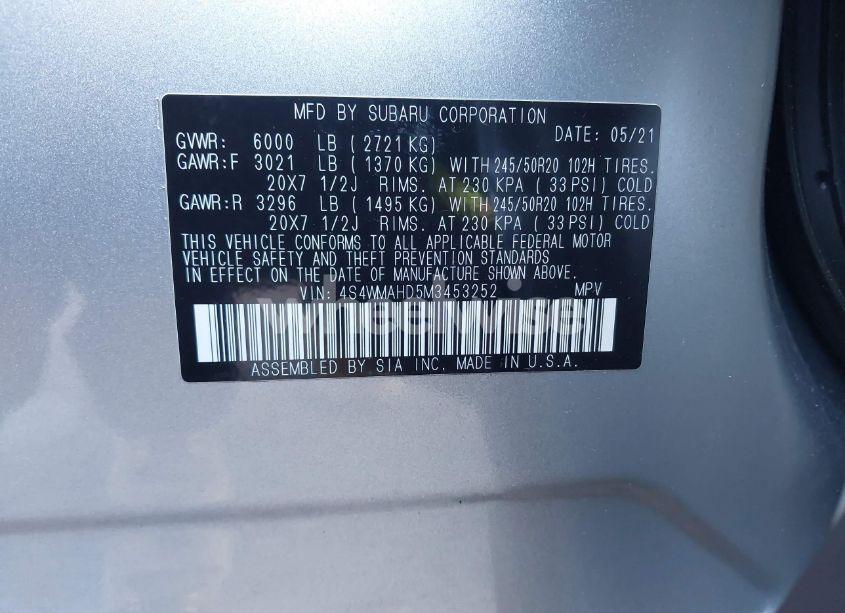 MFD BY SUBARU CORPORATION
DATE: 05/21
GVWR: 6000 LB ( 2721 KG)
GAWR:F 3021 LB ( 1370 KG) WITH 245/50R20 102H TIRES.
20X7 1/2J RIMS. AT 230 KPA ( 33 PSI) COLD
GAWR:R 3296 LB ( 1495 KG) WITH 245/50R20 102H TIRES.
20X7 1/2J RIMS. AT 230 KPA ( 33 PSI) COLD
THIS VEHICLE CONFORMS TO ALL APPLICABLE FEDERAL MOTOR
VEHICLE SAFETY AND THEFT PREVENTION STANDARDS
IN EFFECT ON THE DATE OF MANUFACTURE SHOWN ABOVE.
VIN: 4S4WMAHD5M3453252 MPV
wheelwise
ASSEMBLED BY SIA INC. MADE IN U.S.A.